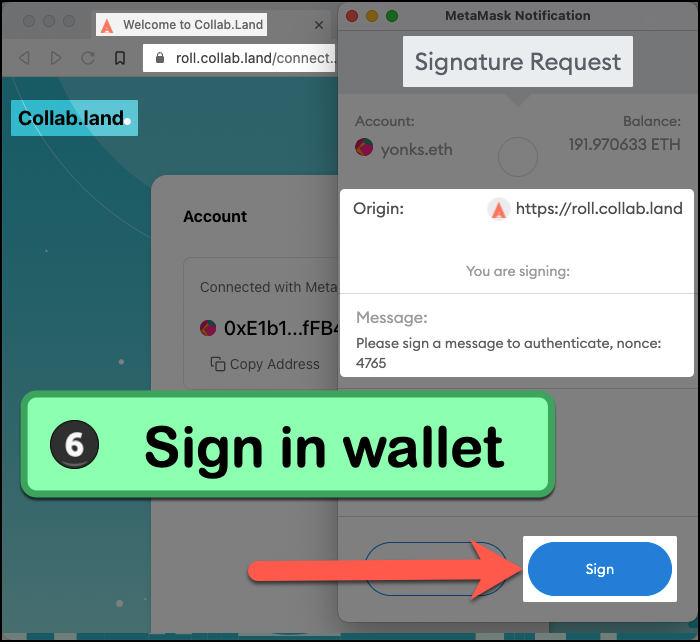 Welcome to Collab.Land
roll.collab.land/connect..
Collab.land
Account
Connected with Meta
0xE1b1...fFB4
Copy Address
MetaMask Notification
Signature Request
Account:
Balance:
yonks.eth
191.970633 ETH
Origin:
https://roll.collab.land
You are signing:
Message:
Please sign a message to authenticate, nonce:
4765
6 Sign in wallet
Sign